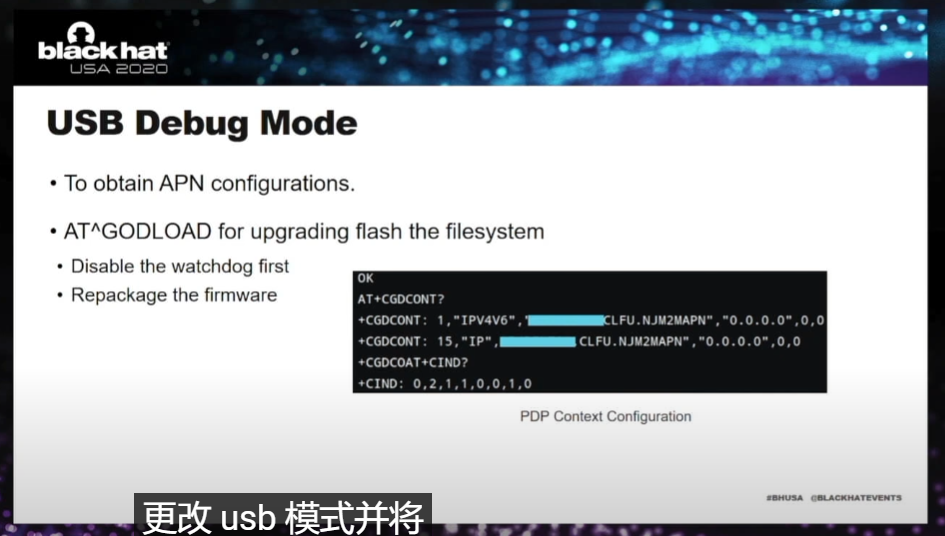 black hat
USA 2020
USB Debug Mode
• To obtain APN configurations.
• AT^GODLOAD for upgrading flash the filesystem
• Disable the watchdog first
• Repackage the firmware
OK
AT+CGDCONT?
+CGDCONT: 1,"IPV4V6","CLFU.NJM2MAPN","0.0.0.0",0,0
+CGDCONT: 15,"IP",.CLFU.NJM2MAPN","0.0.0.0",0,0
+CGDCOAT+CIND?
+CIND: 0,2,1,1,0,0,1,0
PDP Context Configuration
#BHUSA @BLACKHATEVENTS
更改 usb 模式并将